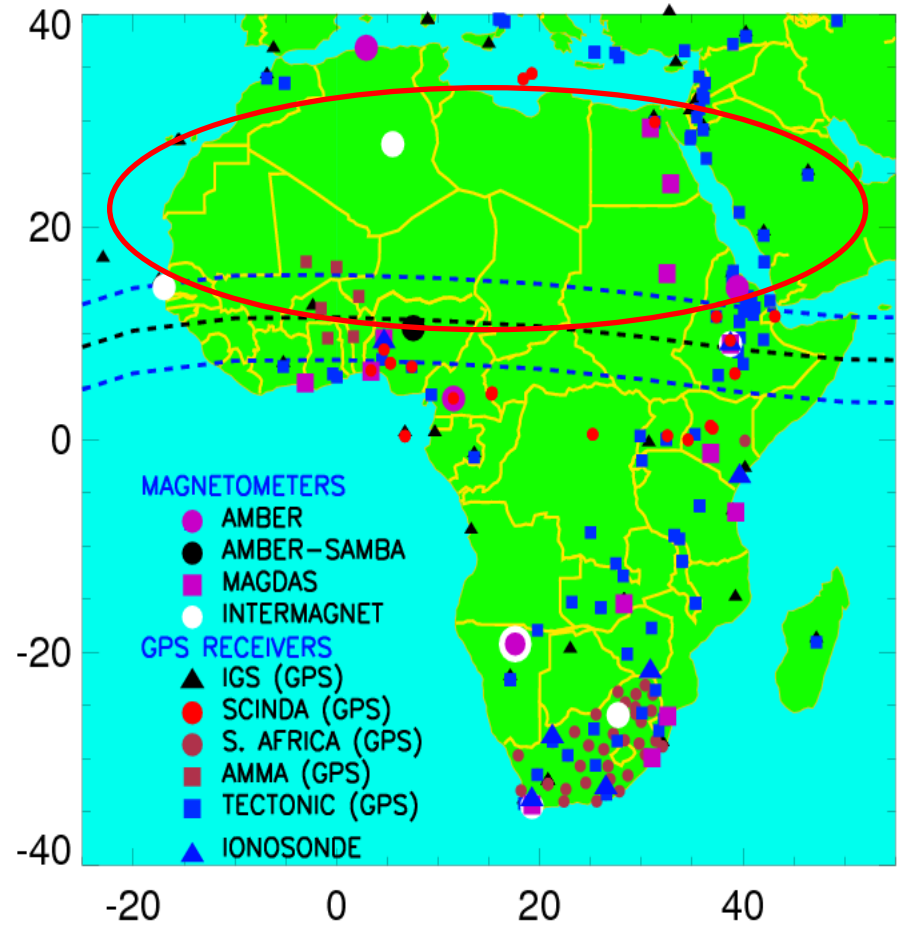 40
20
0
-20
-40
MAGNETOMETERS
AMBER
AMBER-SAMBA
MAGDAS
INTERMAGNET
GPS RECEIVERS
IGS (GPS)
SCINDA (GPS)
S. AFRICA (GPS)
AMMA (GPS)
TECTONIC (GPS)
IONOSONDE
-20 0 20 40